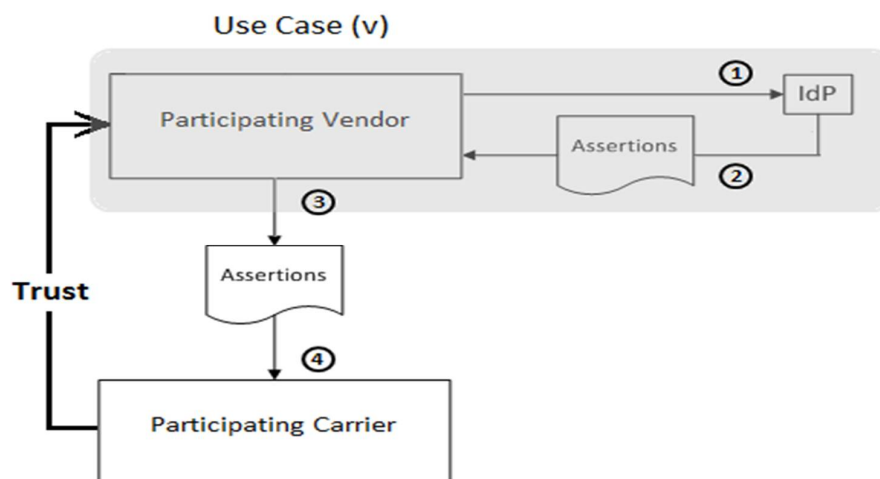 Use Case (v)
1
IdP
Participating Vendor
Assertions
2
3
Assertions
Trust
4
Participating Carrier